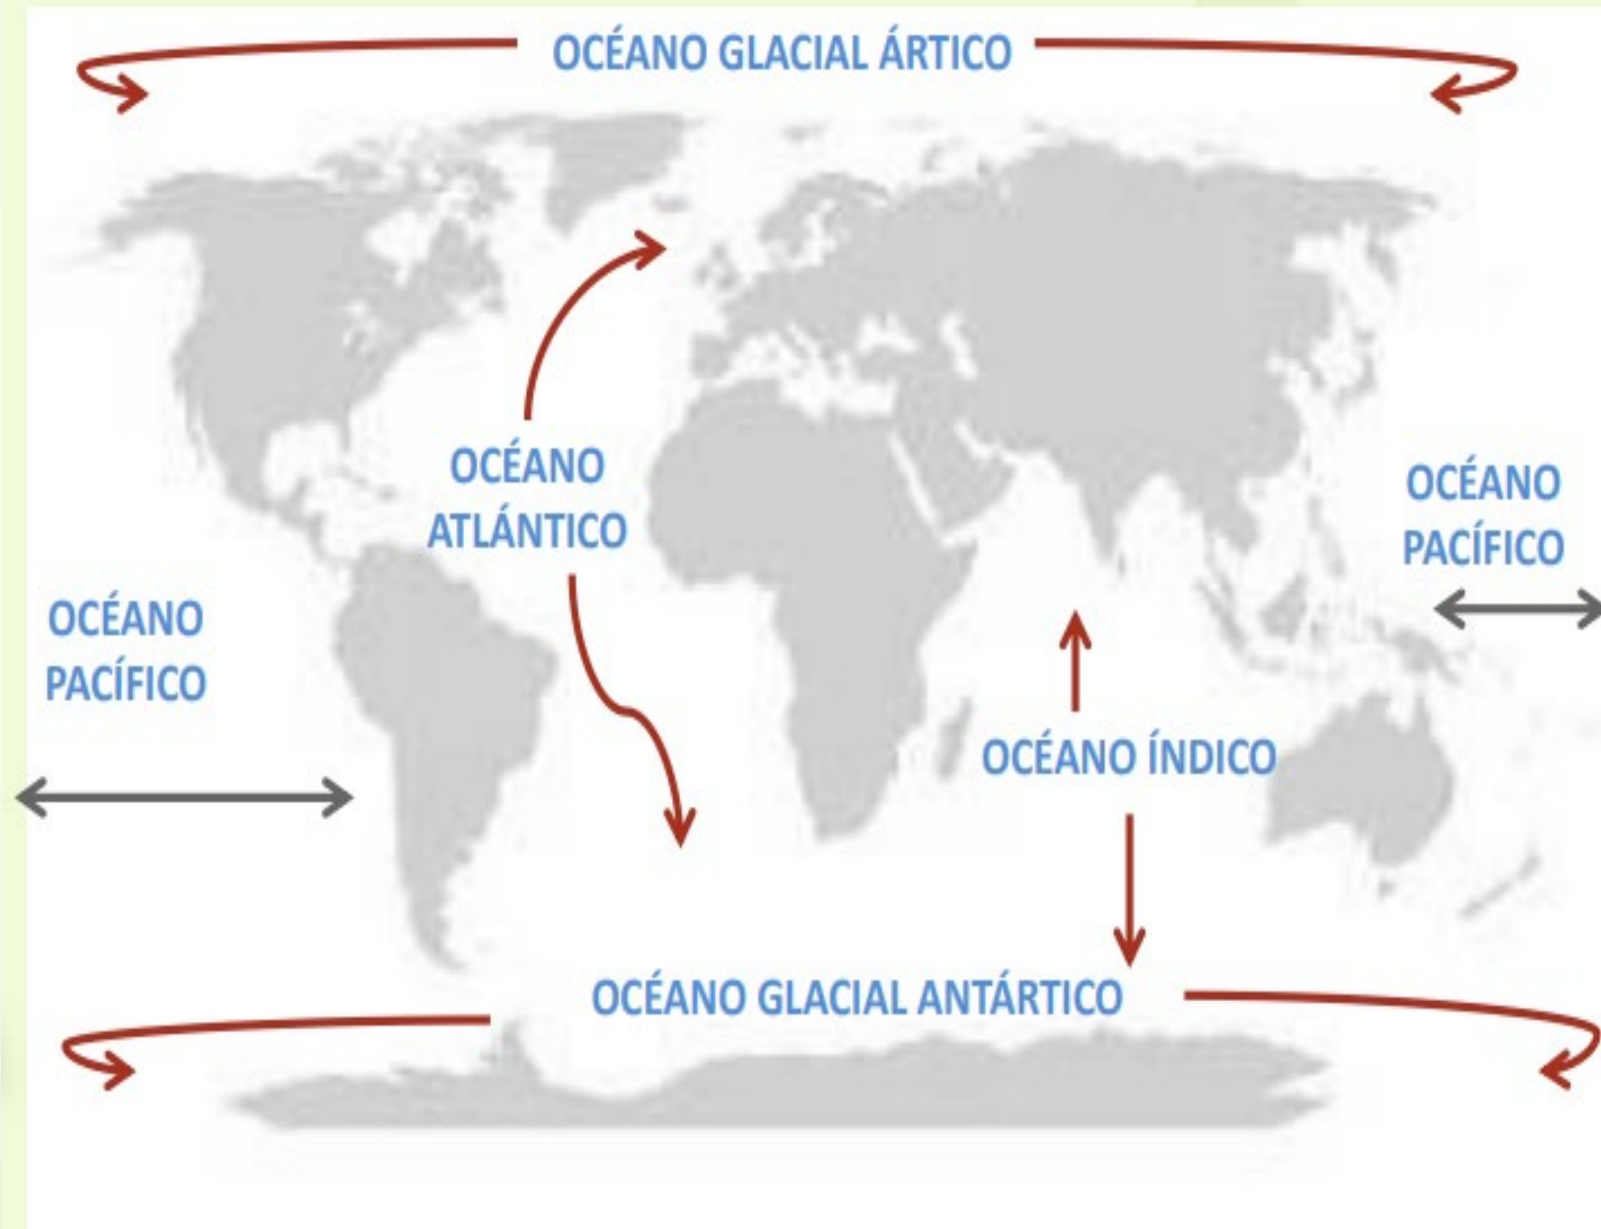 OCÉANO GLACIAL ÁRTICO
OCÉANO
ATLÁNTICO
OCÉANO
PACÍFICO
OCÉANO
PACÍFICO
OCÉANO ÍNDICO
OCÉANO GLACIAL ANTÁRTICO